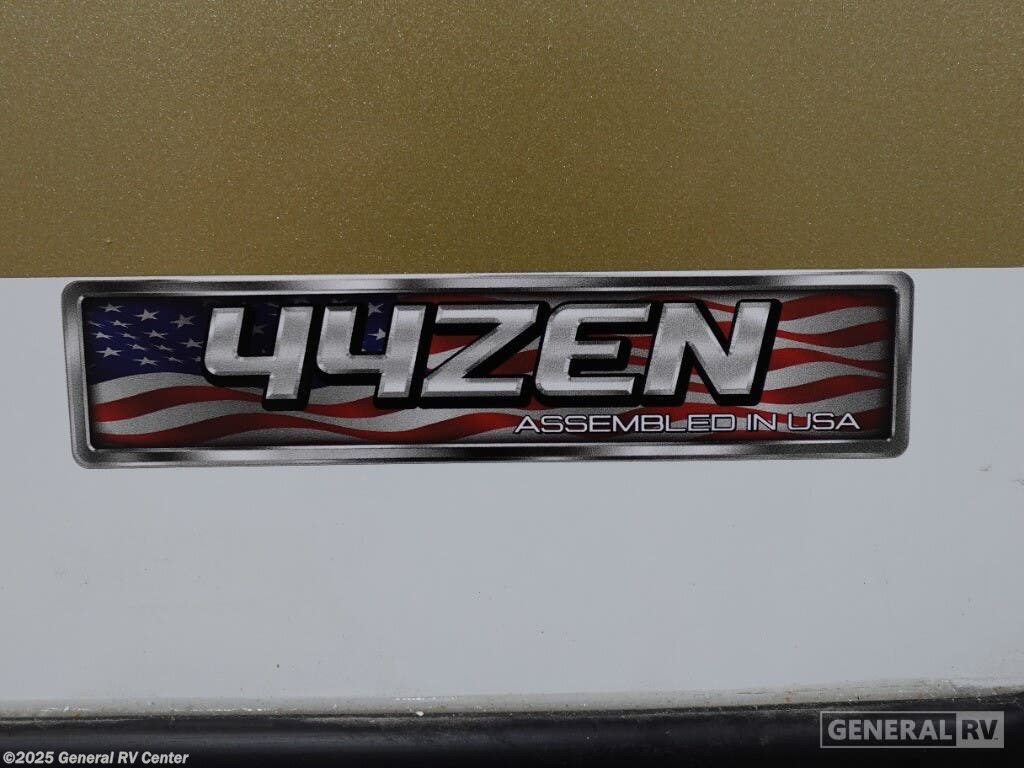 44ZEN
ASSEMBLED IN USA
GENERAL RV
©2025 General RV Center